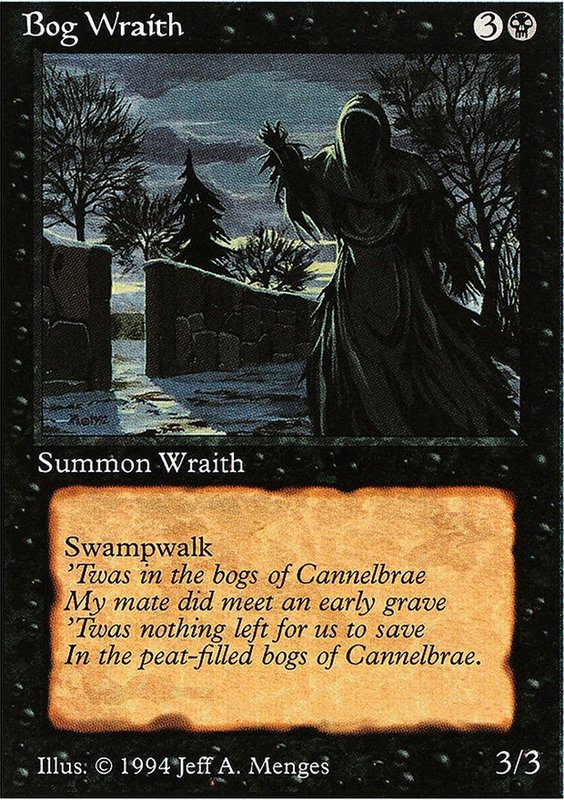 Bog Wraith
3
Summon Wraith
Swampwalk
’Twas in the bogs of Cannelbrae
My mate did meet an early grave
’Twas nothing left for us to save
In the peat-filled bogs of Cannelbrae.
Illus. © 1994 Jeff A. Menges
3/3